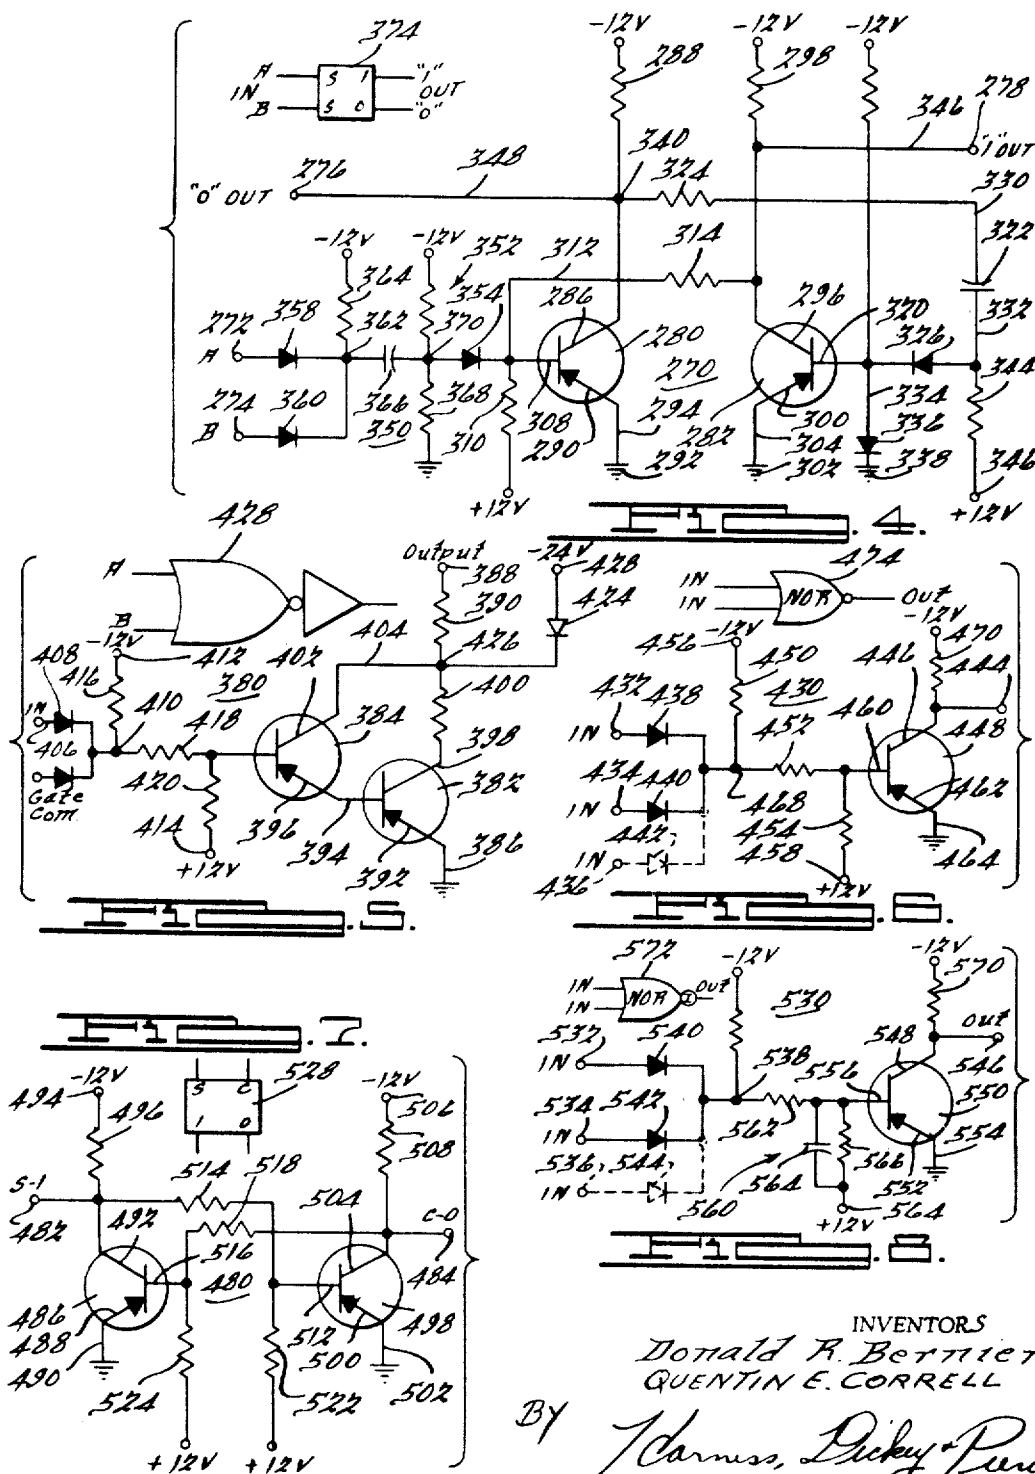 374
A S 1 "1"
IN OUT
B S 0 "0"
-12V -12V -12V
288 298 278
346 "1" OUT
276 348 340 324 330
"0" OUT
-12V -12V 352 312 314 322
364 354 286 296 320 332
272 358 362 370 280 326 344
A
270 334
274 360 366 368 294 300 336
B 350 310 308 290 292 282 304 302 338 346
+12V +12V
FIG. 4.
428 Output 388 -24V 428
A 390 424
B 404 426
-12V 412 402 400
408 416 380 384 398
IN 410 418 382
406 420
Gate
Com. 414 396 394 392 386
+12V
FIG. 5.
474
IN NOR Out
IN
-12V 470
456 -12V 450 446 444
432 438 430 460 448
IN 452
434 440 468 462
IN 442 454
IN 436 458 464
+12V
FIG. 6.
FIG. 7.
-12V S C 528 -12V
494 496 1 0 506
508
514 518
S-1 504 C-0
482 492 516 484
486 480 498
488 512
490 500 502
524 522
+12V +12V
572 -12V -12V
IN NOR I Out 570
IN 530
532 540 548 Out
IN 538 556 546
534 542 550
IN 562 554
536 544 566
IN 560 564 552 564
+12V
FIG. 8.
INVENTORS
Donald R. Bernier
QUENTIN E. CORRELL
BY
Harness, Dickey & Pier